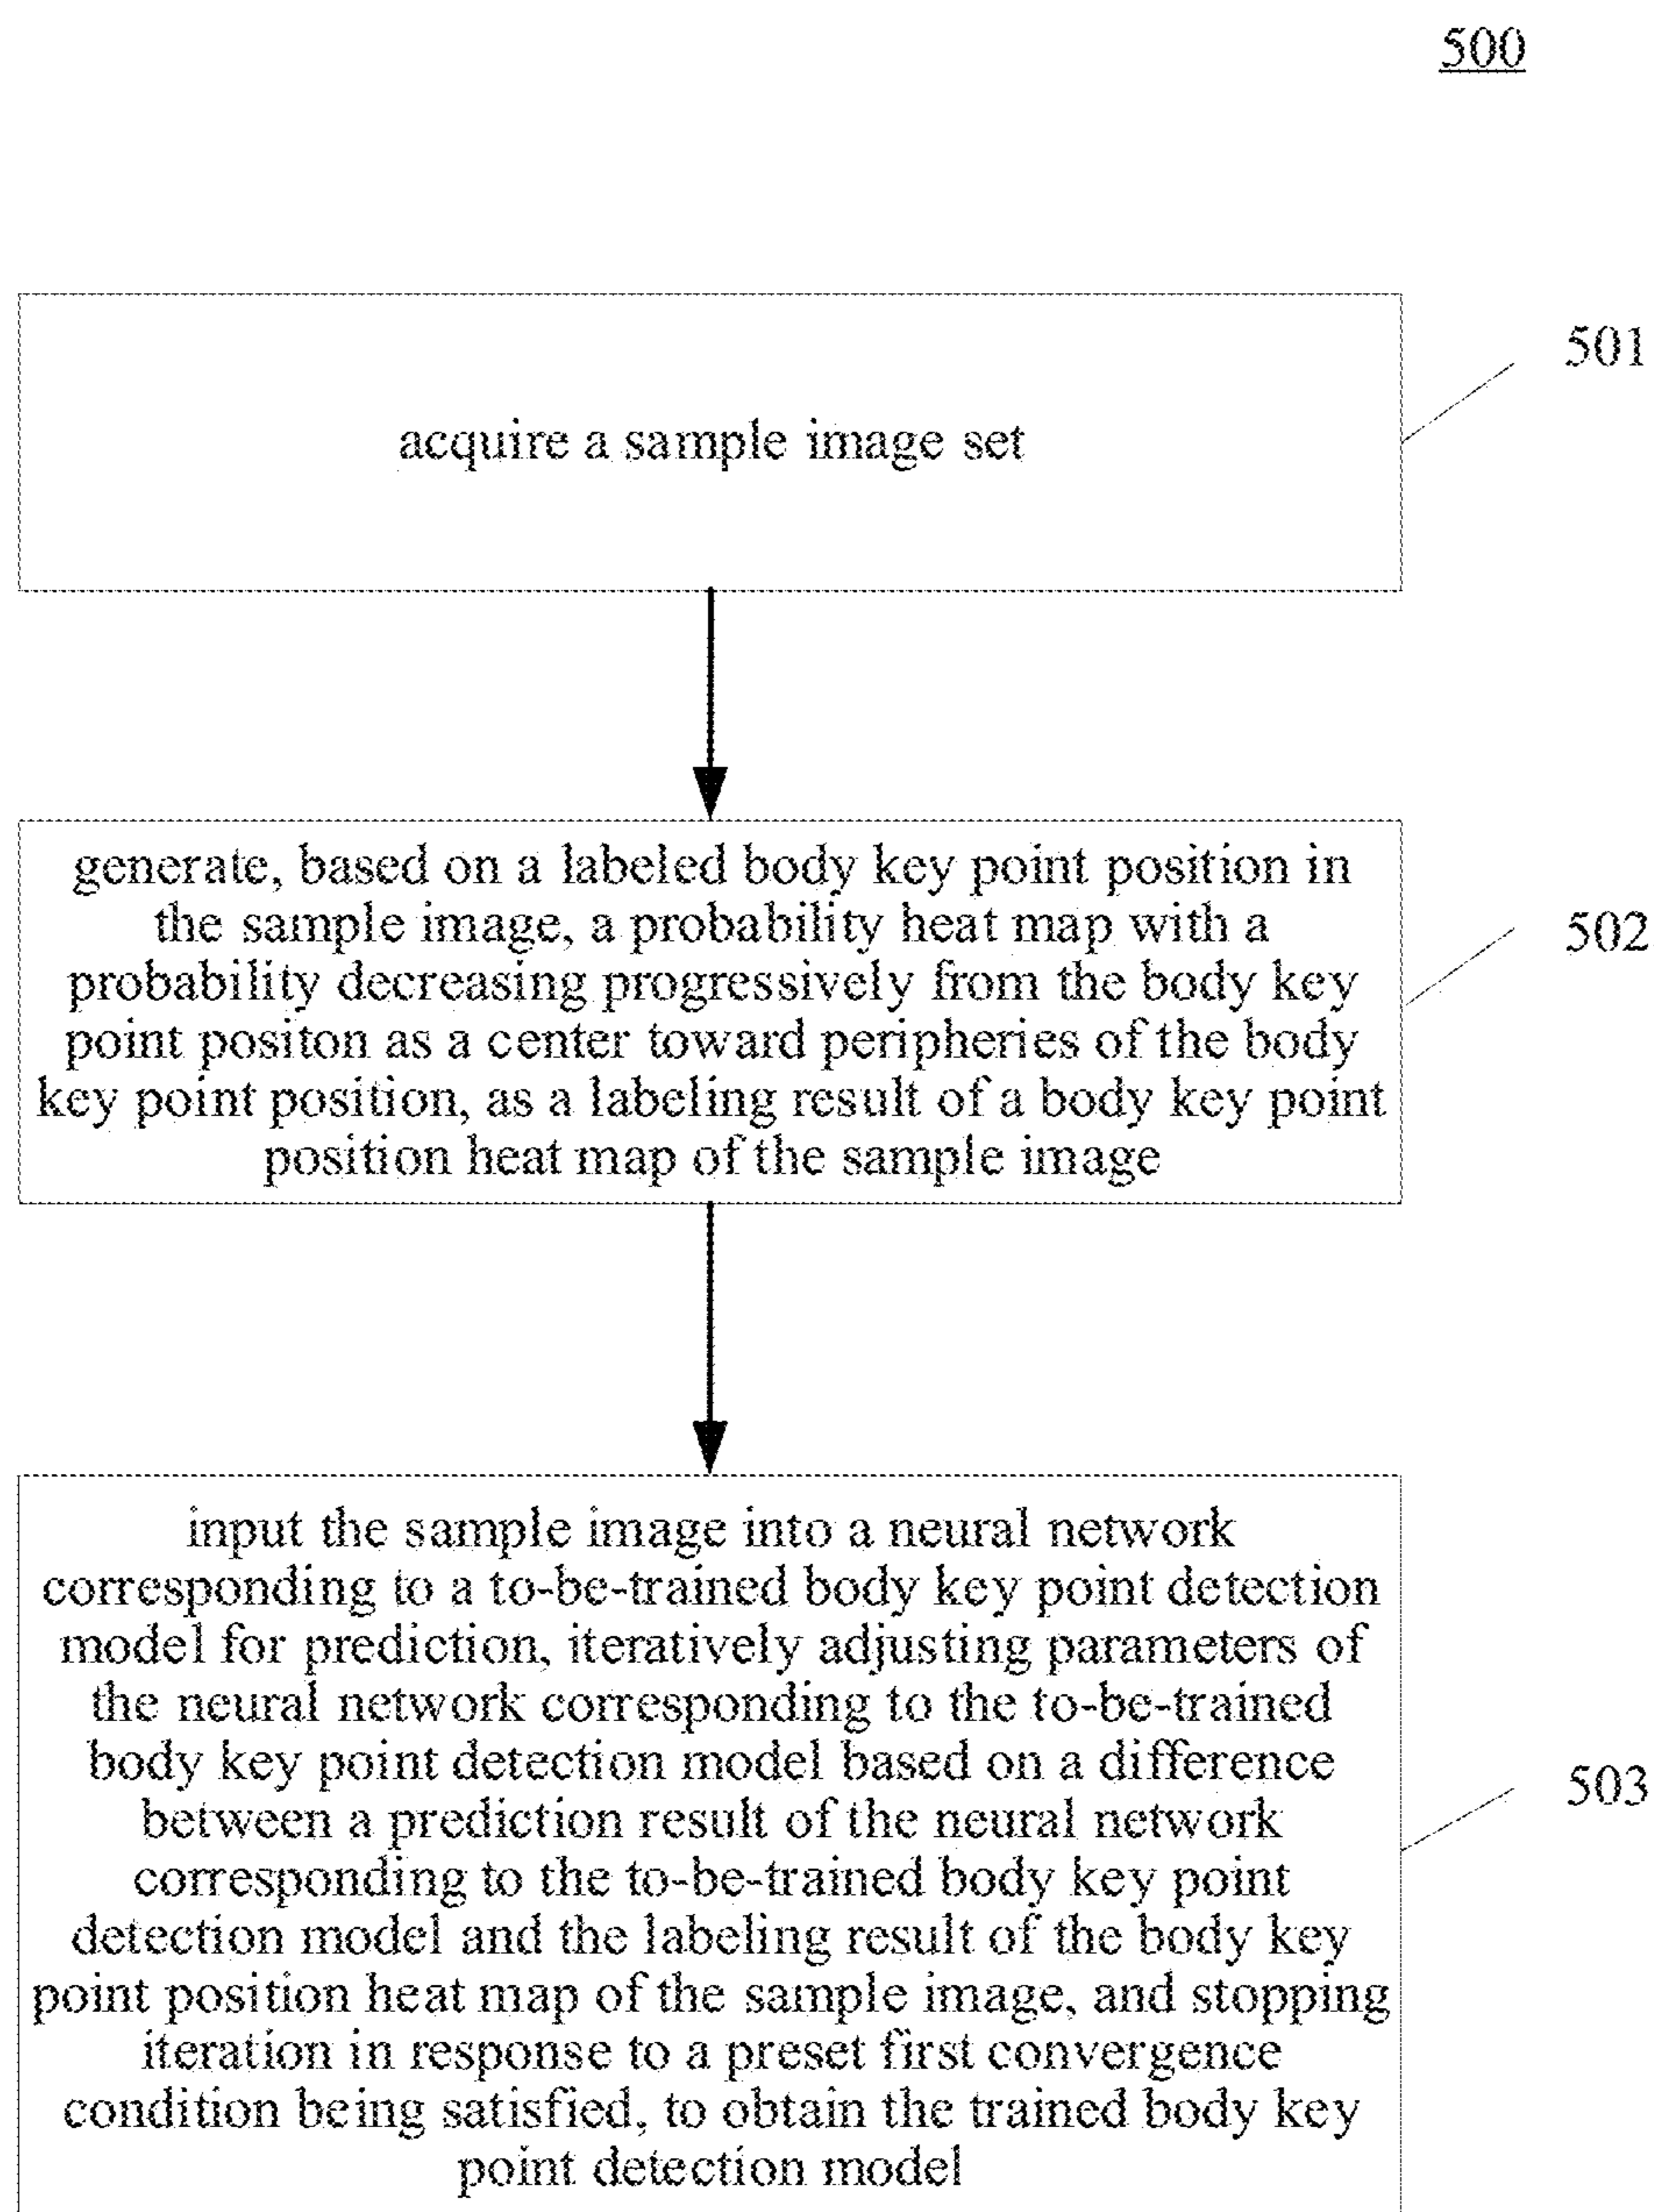 500
acquire a sample image set
501
generate, based on a labeled body key point position in
the sample image, a probability heat map with a
probability decreasing progressively from the body key
point positon as a center toward peripheries of the body
key point position, as a labeling result of a body key point
position heat map of the sample image
502
input the sample image into a neural network
corresponding to a to-be-trained body key point detection
model for prediction, iteratively adjusting parameters of
the neural network corresponding to the to-be-trained
body key point detection model based on a difference
between a prediction result of the neural network
corresponding to the to-be-trained body key point
detection model and the labeling result of the body key
point position heat map of the sample image, and stopping
iteration in response to a preset first convergence
condition being satisfied, to obtain the trained body key
point detection model
503